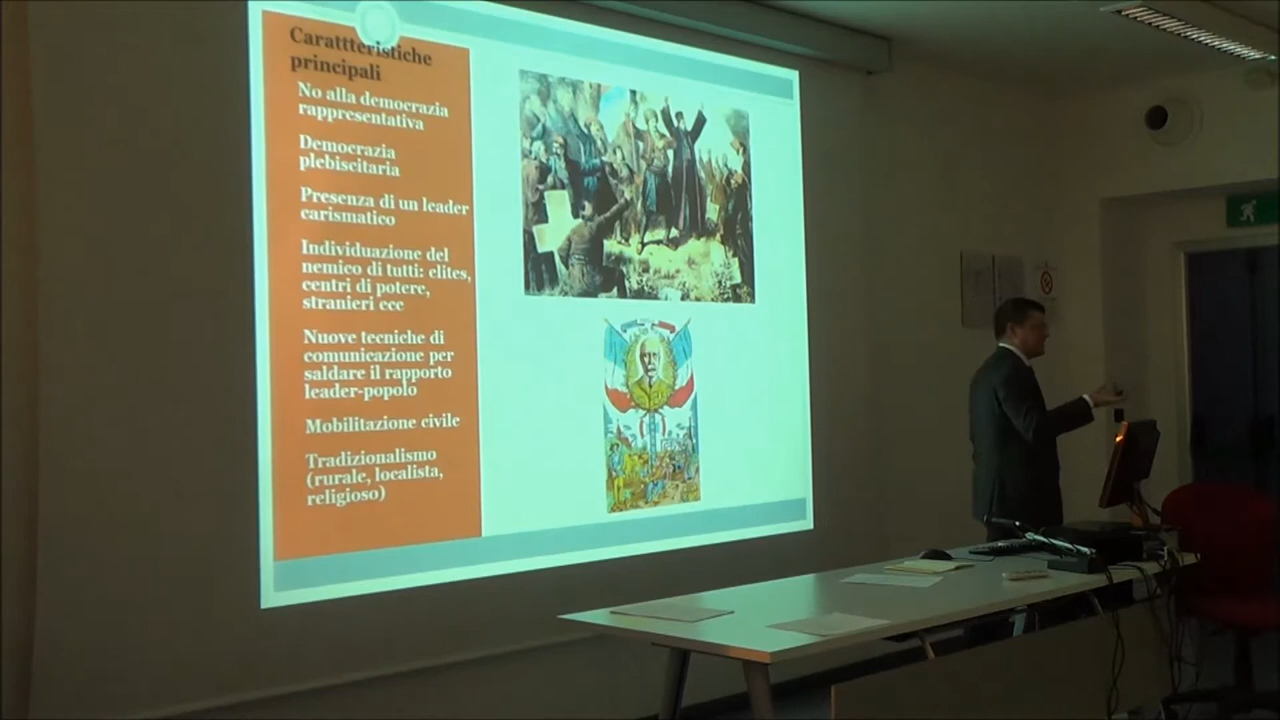 Carattteristiche
principali
No alla democrazia
rappresentativa
Democrazia
plebiscitaria
Presenza di un leader
carismatico
Individuazione del
nemico di tutti: elites,
centri di potere,
stranieri ecc
Nuove tecniche di
comunicazione per
saldare il rapporto
leader-popolo
Mobilitazione civile
Tradizionalismo
(rurale, localista,
religioso)